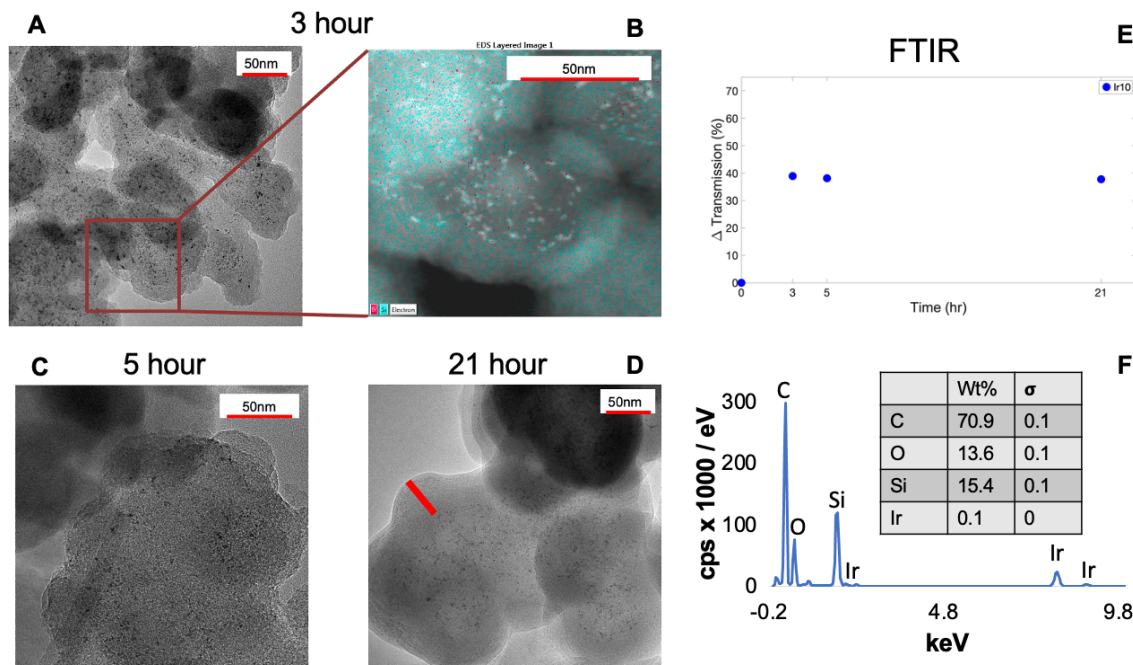 A
3 hour
50nm
B
EDS Layered Image 1
50nm
Si
Electron
E
FTIR
Ir10
Δ Transmission (%)
70
60
50
40
30
20
10
0
0
3
5
21
Time (hr)
C
5 hour
50nm
21 hour
D
50nm
F
cps x 1000 / eV
300
200
100
0
C
O
Si
Ir
Ir
Ir
-0.2
4.8
9.8
keV
Wt% σ
C 70.9 0.1
O 13.6 0.1
Si 15.4 0.1
Ir 0.1 0